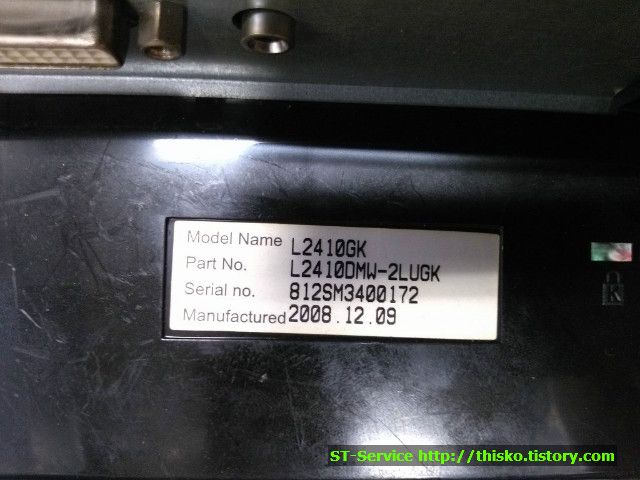 Model Name L2410GK
Part No. L2410DMW-2LUGK
Serial no. 812SM3400172
Manufactured 2008.12.09
K
ST-Service http://thisko.tistory.com/